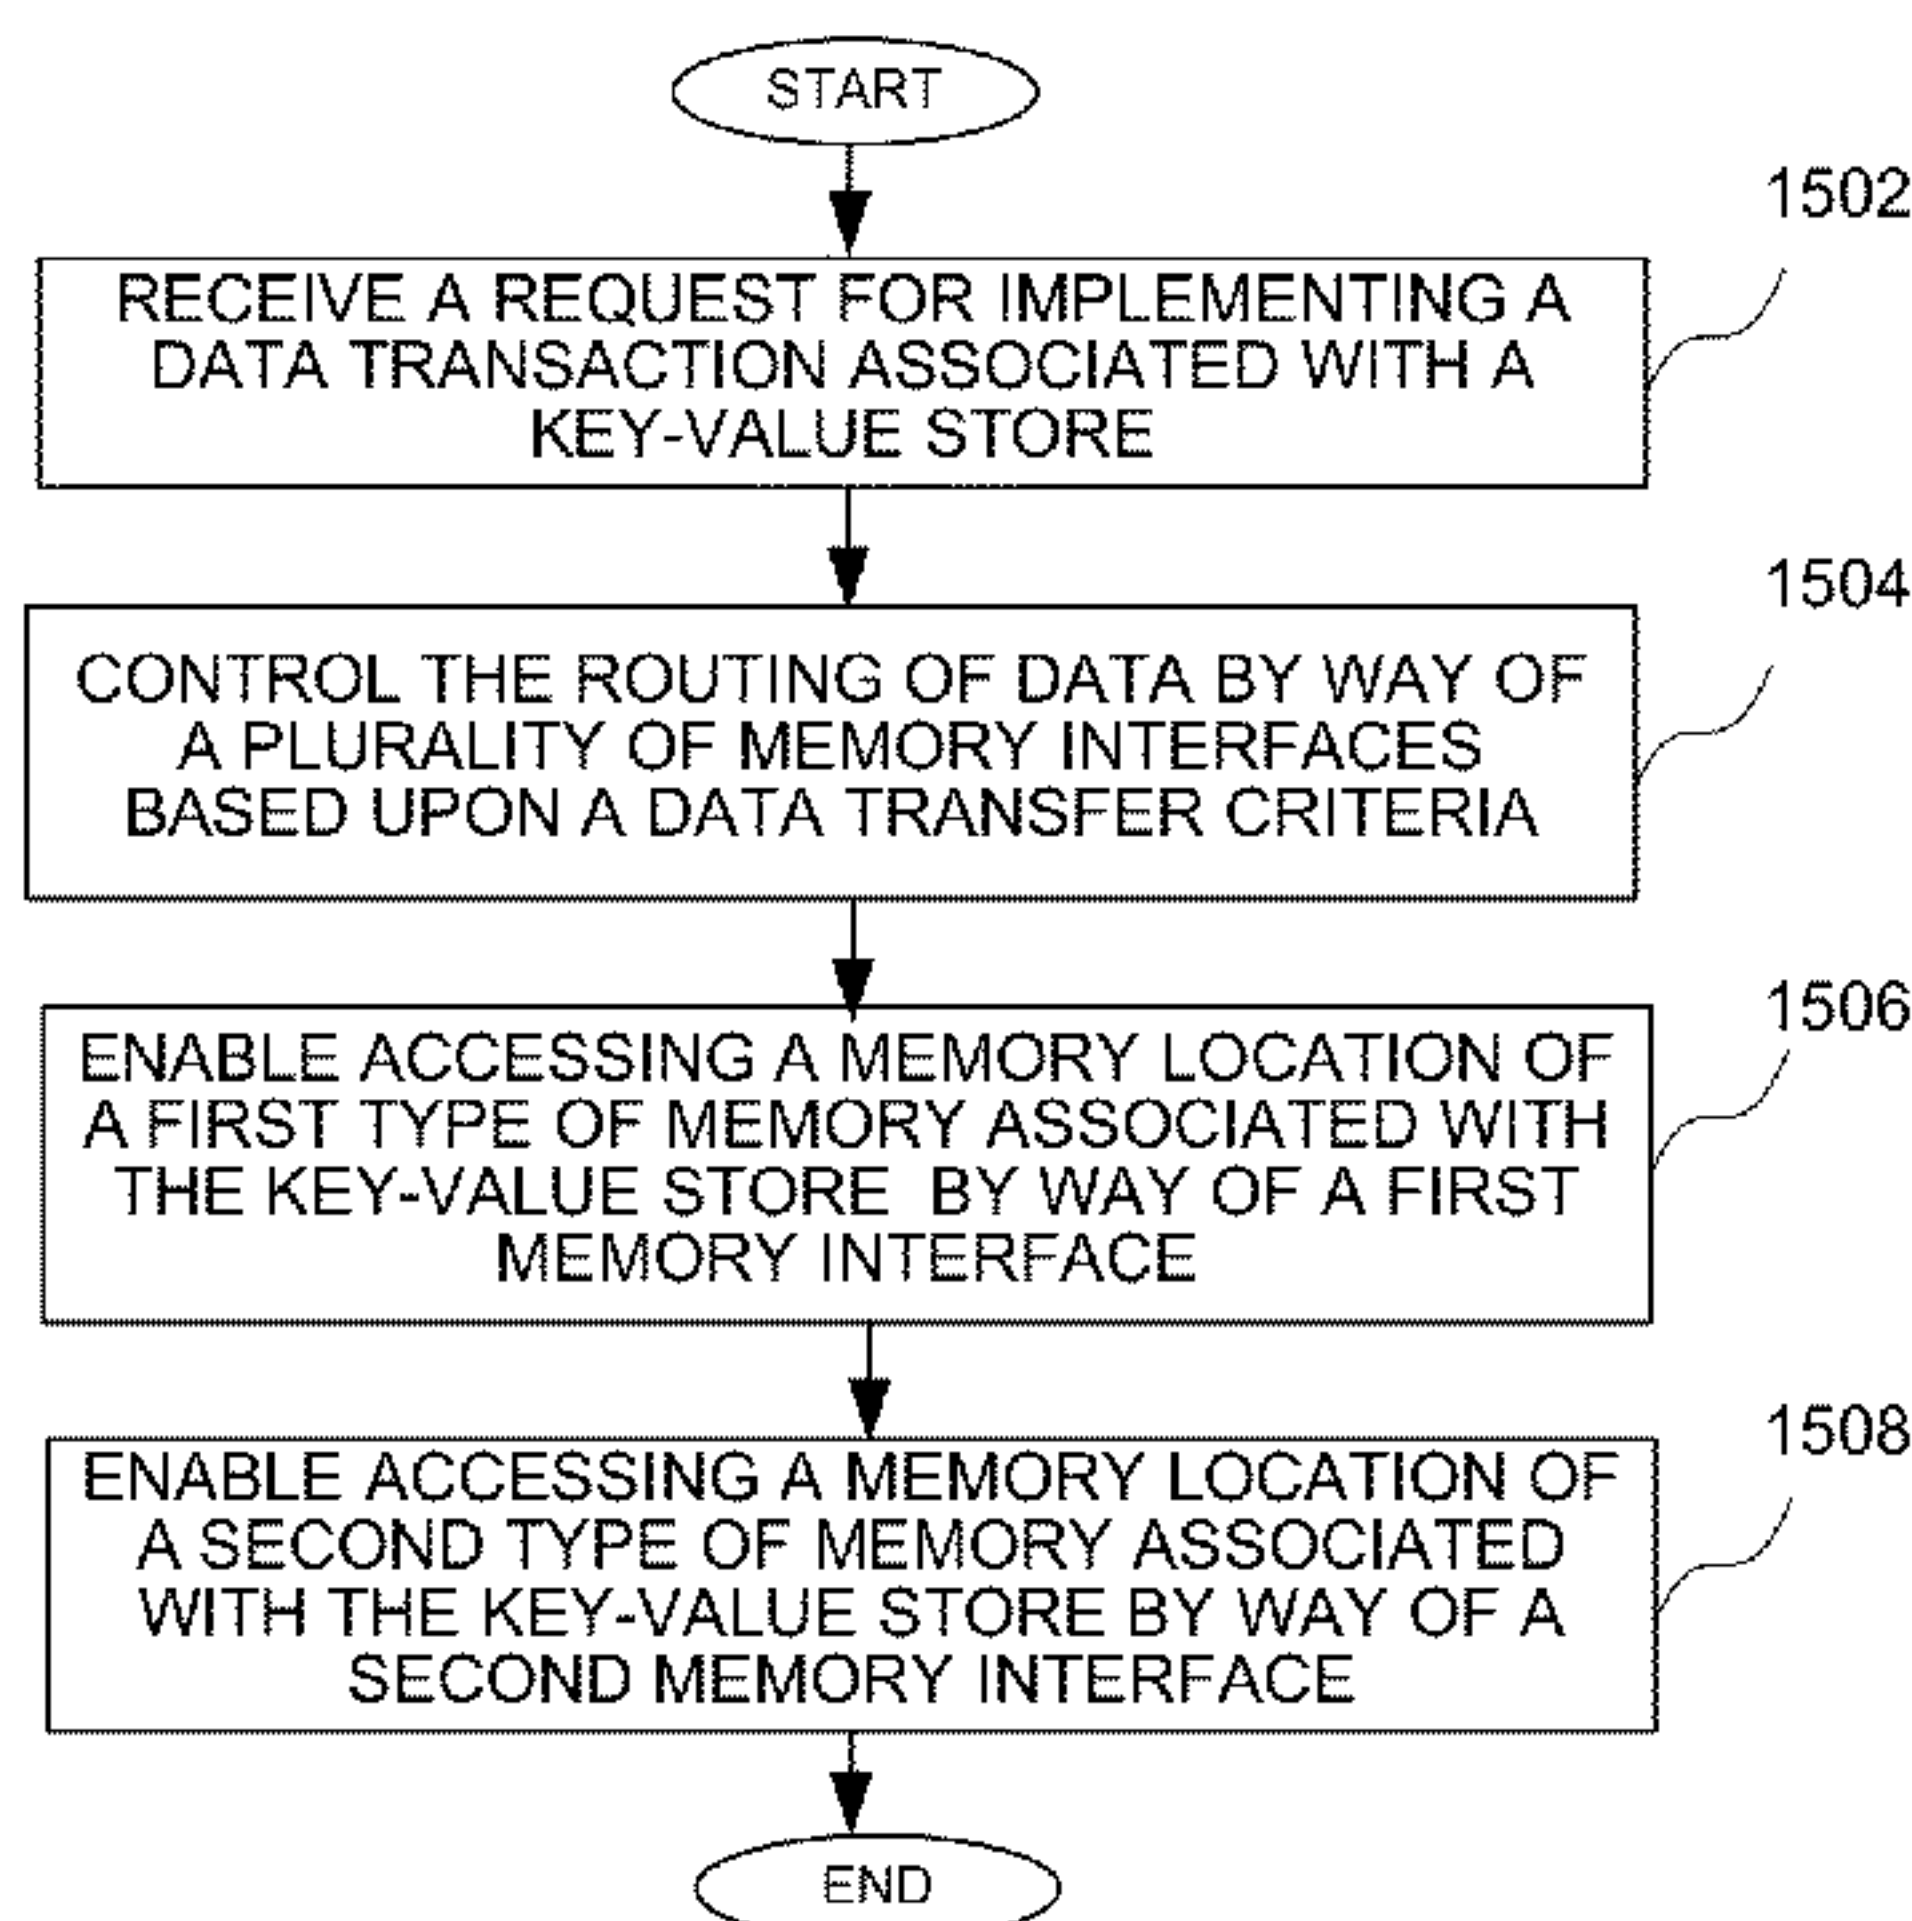 START
1502
RECEIVE A REQUEST FOR IMPLEMENTING A
DATA TRANSACTION ASSOCIATED WITH A
KEY-VALUE STORE
1504
CONTROL THE ROUTING OF DATA BY WAY OF
A PLURALITY OF MEMORY INTERFACES
BASED UPON A DATA TRANSFER CRITERIA
1506
ENABLE ACCESSING A MEMORY LOCATION OF
A FIRST TYPE OF MEMORY ASSOCIATED WITH
THE KEY-VALUE STORE BY WAY OF A FIRST
MEMORY INTERFACE
1508
ENABLE ACCESSING A MEMORY LOCATION OF
A SECOND TYPE OF MEMORY ASSOCIATED
WITH THE KEY-VALUE STORE BY WAY OF A
SECOND MEMORY INTERFACE
END